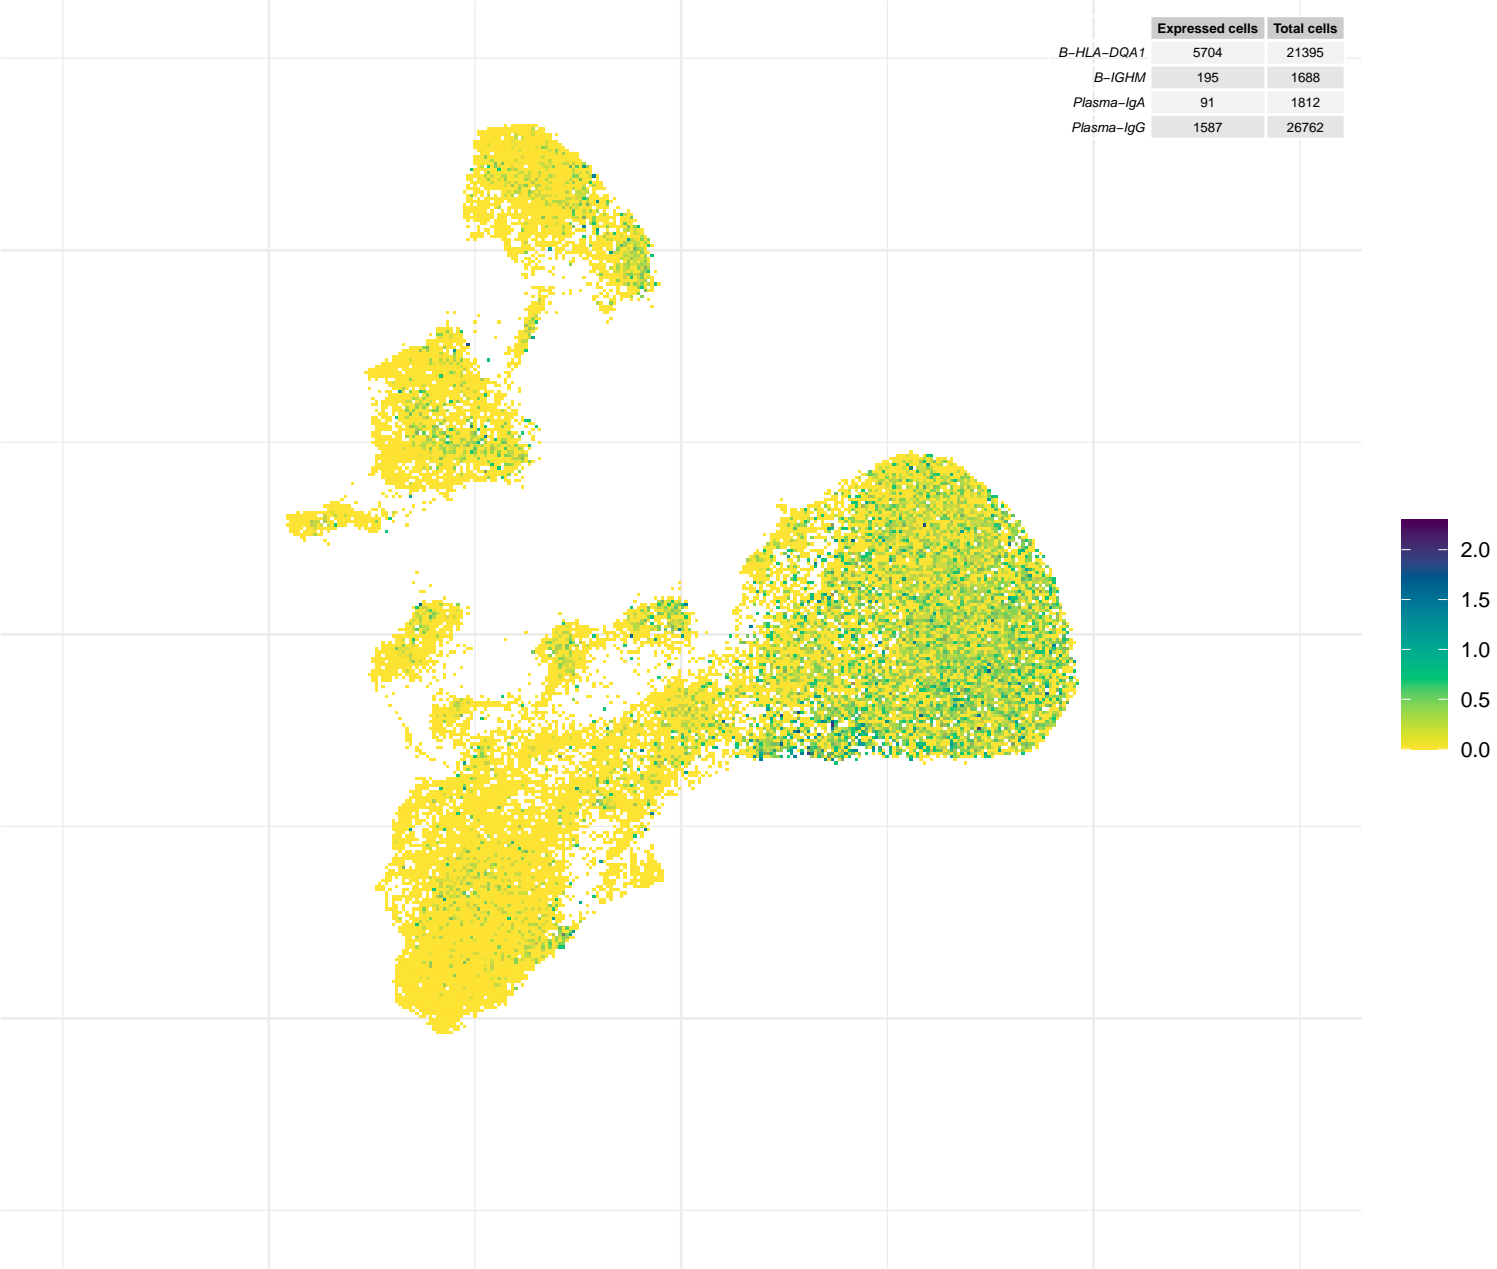 Expressed cells Total cells
B−HLA−DQA1 5704 21395
B−IGHM 195 1688
Plasma−IgA 91 1812
Plasma−IgG 1587 26762
2.0
1.5
1.0
0.5
0.0